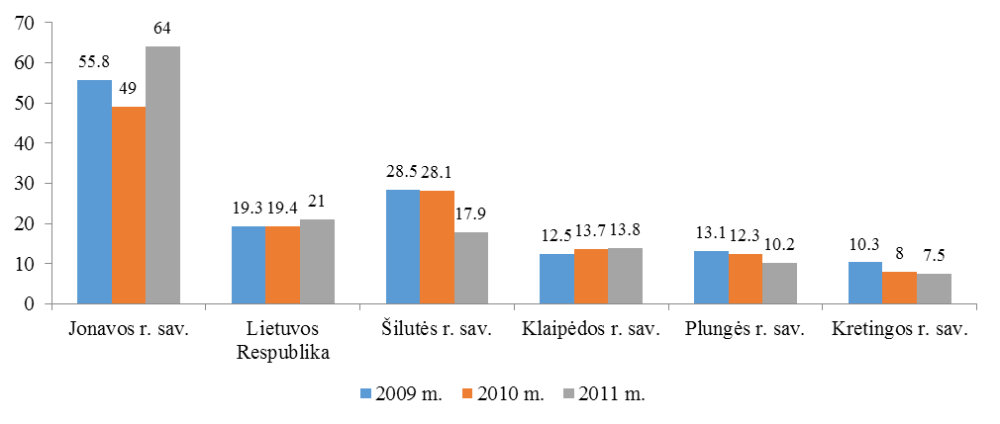 70
60
50
40
30
20
10
0
55.8
49
64
19.3
19.4
21
28.5
28.1
17.9
12.5
13.7
13.8
13.1
12.3
10.2
10.3
8
7.5
Jonavos r. sav.
Lietuvos
Respublika
Šilutės r. sav.
Klaipėdos r. sav.
Plungės r. sav.
Kretingos r. sav.
2009 m.
2010 m.
2011 m.